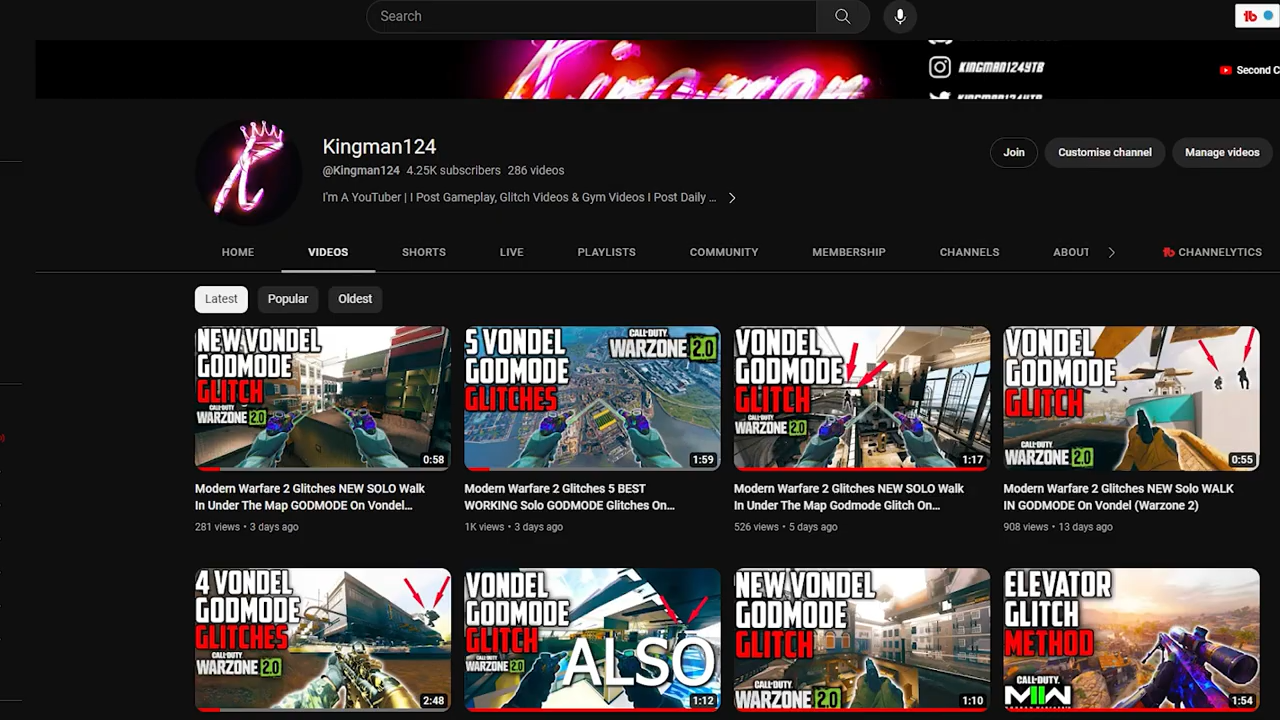 Search
Kingman
KINGMAN124YTB
KINGMAN124YTB
Second C
Kingman124
@Kingman124 4.25K subscribers 286 videos
I'm A YouTuber | I Post Gameplay, Glitch Videos & Gym Videos I Post Daily ...
Join
Customise channel
Manage videos
HOME
VIDEOS
SHORTS
LIVE
PLAYLISTS
COMMUNITY
MEMBERSHIP
CHANNELS
ABOUT
CHANNELYTICS
Latest
Popular
Oldest
NEW VONDEL
GODMODE
GLITCH
CALL OF DUTY
WARZONE 2.0
0:58
5 VONDEL
GODMODE
GLITCHES
CALL OF DUTY
WARZONE 2.0
1:59
VONDEL
GODMODE
GLITCH
CALL OF DUTY
WARZONE 2.0
1:17
VONDEL
GODMODE
GLITCH
CALL OF DUTY
WARZONE 2.0
0:55
Modern Warfare 2 Glitches NEW SOLO Walk
In Under The Map GODMODE On Vondel...
281 views • 3 days ago
Modern Warfare 2 Glitches 5 BEST
WORKING Solo GODMODE Glitches On...
1K views • 3 days ago
Modern Warfare 2 Glitches NEW SOLO Walk
In Under The Map Godmode Glitch On...
526 views • 5 days ago
Modern Warfare 2 Glitches NEW Solo WALK
IN GODMODE On Vondel (Warzone 2)
908 views • 13 days ago
4 VONDEL
GODMODE
GLITCHES
CALL OF DUTY
WARZONE 2.0
2:48
VONDEL
GODMODE
GLITCH
CALL OF DUTY
WARZONE 2.0
ALSO
1:12
NEW VONDEL
GODMODE
GLITCH
CALL OF DUTY
WARZONE 2.0
1:10
ELEVATOR
GLITCH
METHOD
CALL OF DUTY
MWII
1:54